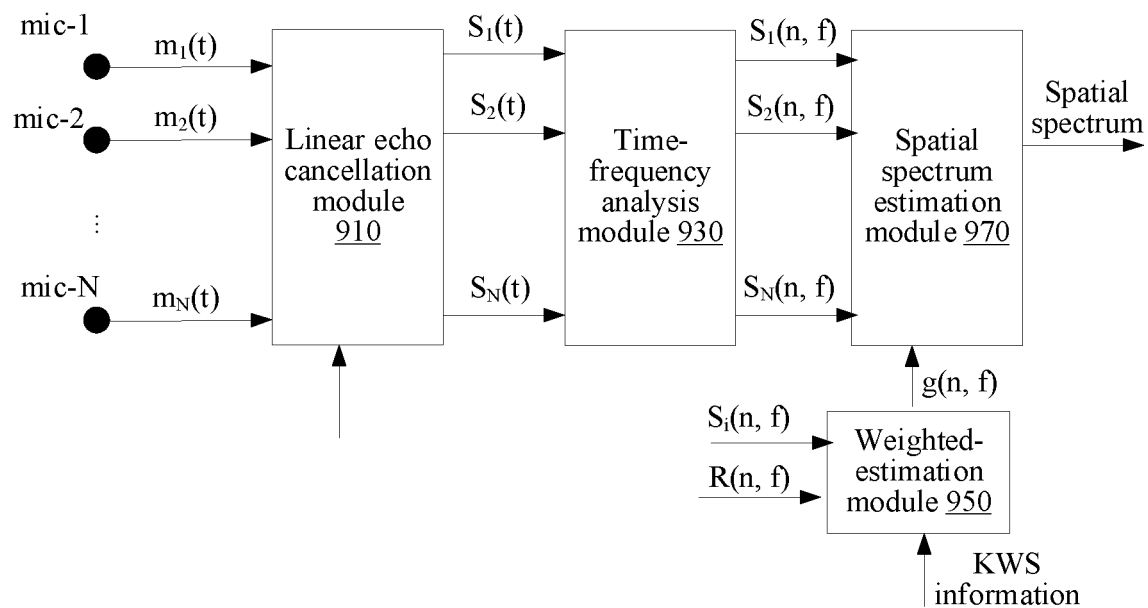 mic-1
m1(t)
S1(t)
S1(n, f)
mic-2
m2(t)
S2(t)
S2(n, f)
Linear echo
cancellation
module
910
Time-
frequency
analysis
module 930
Spatial
spectrum
estimation
module 970
Spatial
spectrum
⋮
mic-N
mN(t)
SN(t)
SN(n, f)
g(n, f)
Si(n, f)
R(n, f)
Weighted-
estimation
module 950
KWS
information